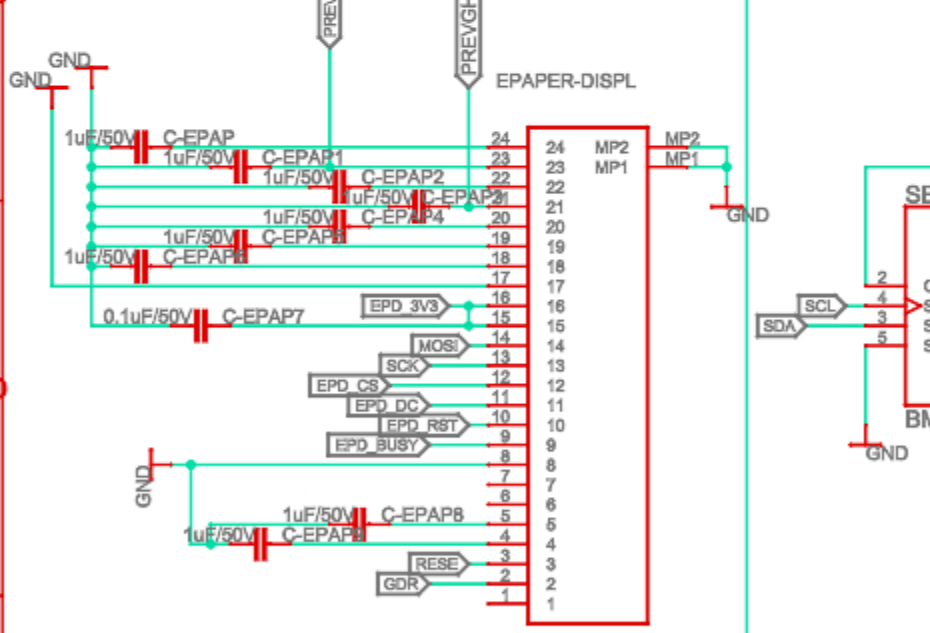 PREV
PREVGH
GND
GND
EPAPER-DISPL
1uF/50V C-EPAP 24 24 MP2 MP2
1uF/50V C-EPAP1 23 23 MP1 MP1
1uF/50V C-EPAP2 22 22
1uF/50V C-EPAP3 21 21
GND
1uF/50V C-EPAP4 20 20
1uF/50V 19 19
1uF/50V 18 18
17 17
EPD_3V3 16 16
0.1uF/50V C-EPAP7 15 15
MOSI 14 14
SCK 13 13
EPD_CS 12 12
EPD_DC 11 11
EPD_RST 10 10
EPD_BUSY 9 9
GND 8 8
7 7
6 6
1uF/50V C-EPAP8 5 5
1uF/50V 4 4
RESE 3 3
GDR 2 2
1 1
SE
2
SCL 4 S
SDA 3 S
5 S
BM
GND